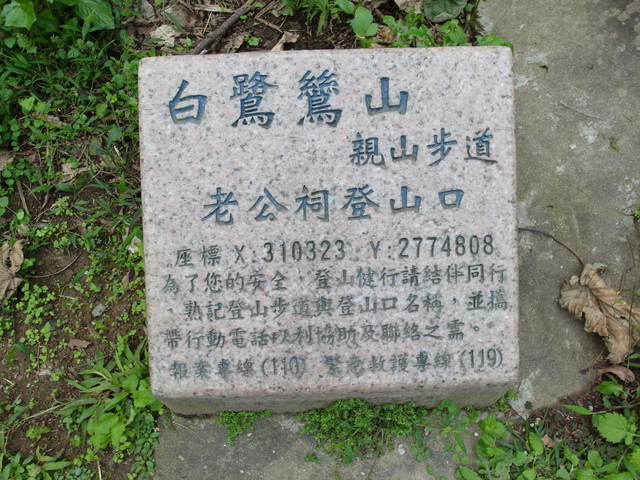 白鷺鷥山
親山步道
老公祠登山口
座標 X:310323 Y:2774808
為了您的安全，登山健行請結伴同行
，熟記登山步道與登山口名稱，並攜
帶行動電話以利協助及聯絡之需。
報案專線(110) 緊急救護專線(119)